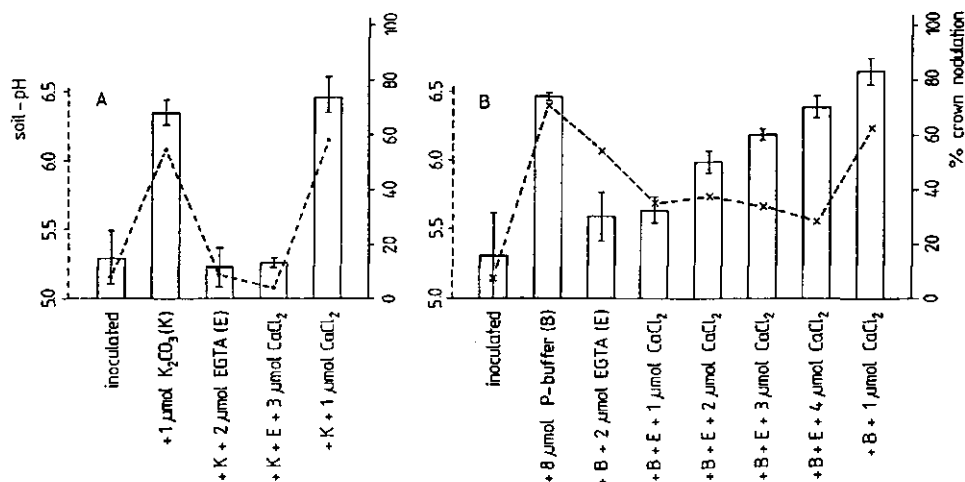 A
soil - pH
6.5
6.0
5.5
5.0
100
80
60
40
20
0
inoculated
+1 µmol K₂CO₃(K)
+ K + 2 µmol EGTA (E)
+ K + E + 3 µmol CaCl₂
+ K + 1 µmol CaCl₂
B
6.5
6.0
5.5
5.0
100
80
60
40
20
0
% crown nodulation
inoculated
+ 8 µmol P-buffer (B)
+ B + 2 µmol EGTA (E)
+ B + E + 1 µmol CaCl₂
+ B + E + 2 µmol CaCl₂
+ B + E + 3 µmol CaCl₂
+ B + E + 4 µmol CaCl₂
+ B + 1 µmol CaCl₂